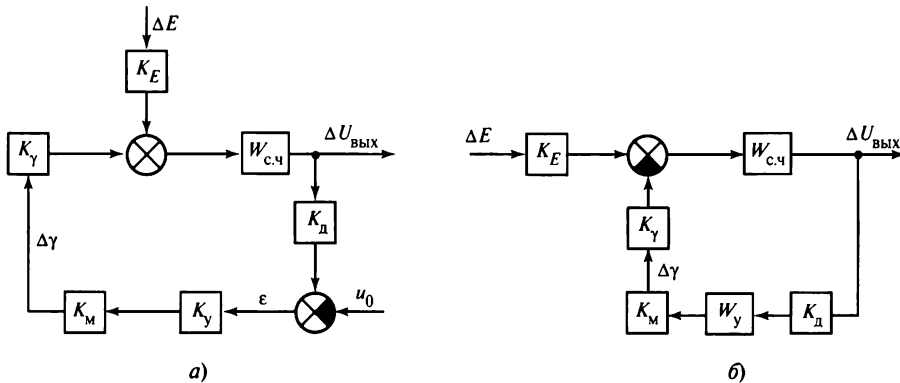 ΔE
K_E
K_γ
W_с.ч
ΔU_вых
K_д
Δγ
ε
u_0
K_м
K_у
а)
ΔE
K_E
W_с.ч
ΔU_вых
K_γ
Δγ
K_м
W_у
K_д
б)